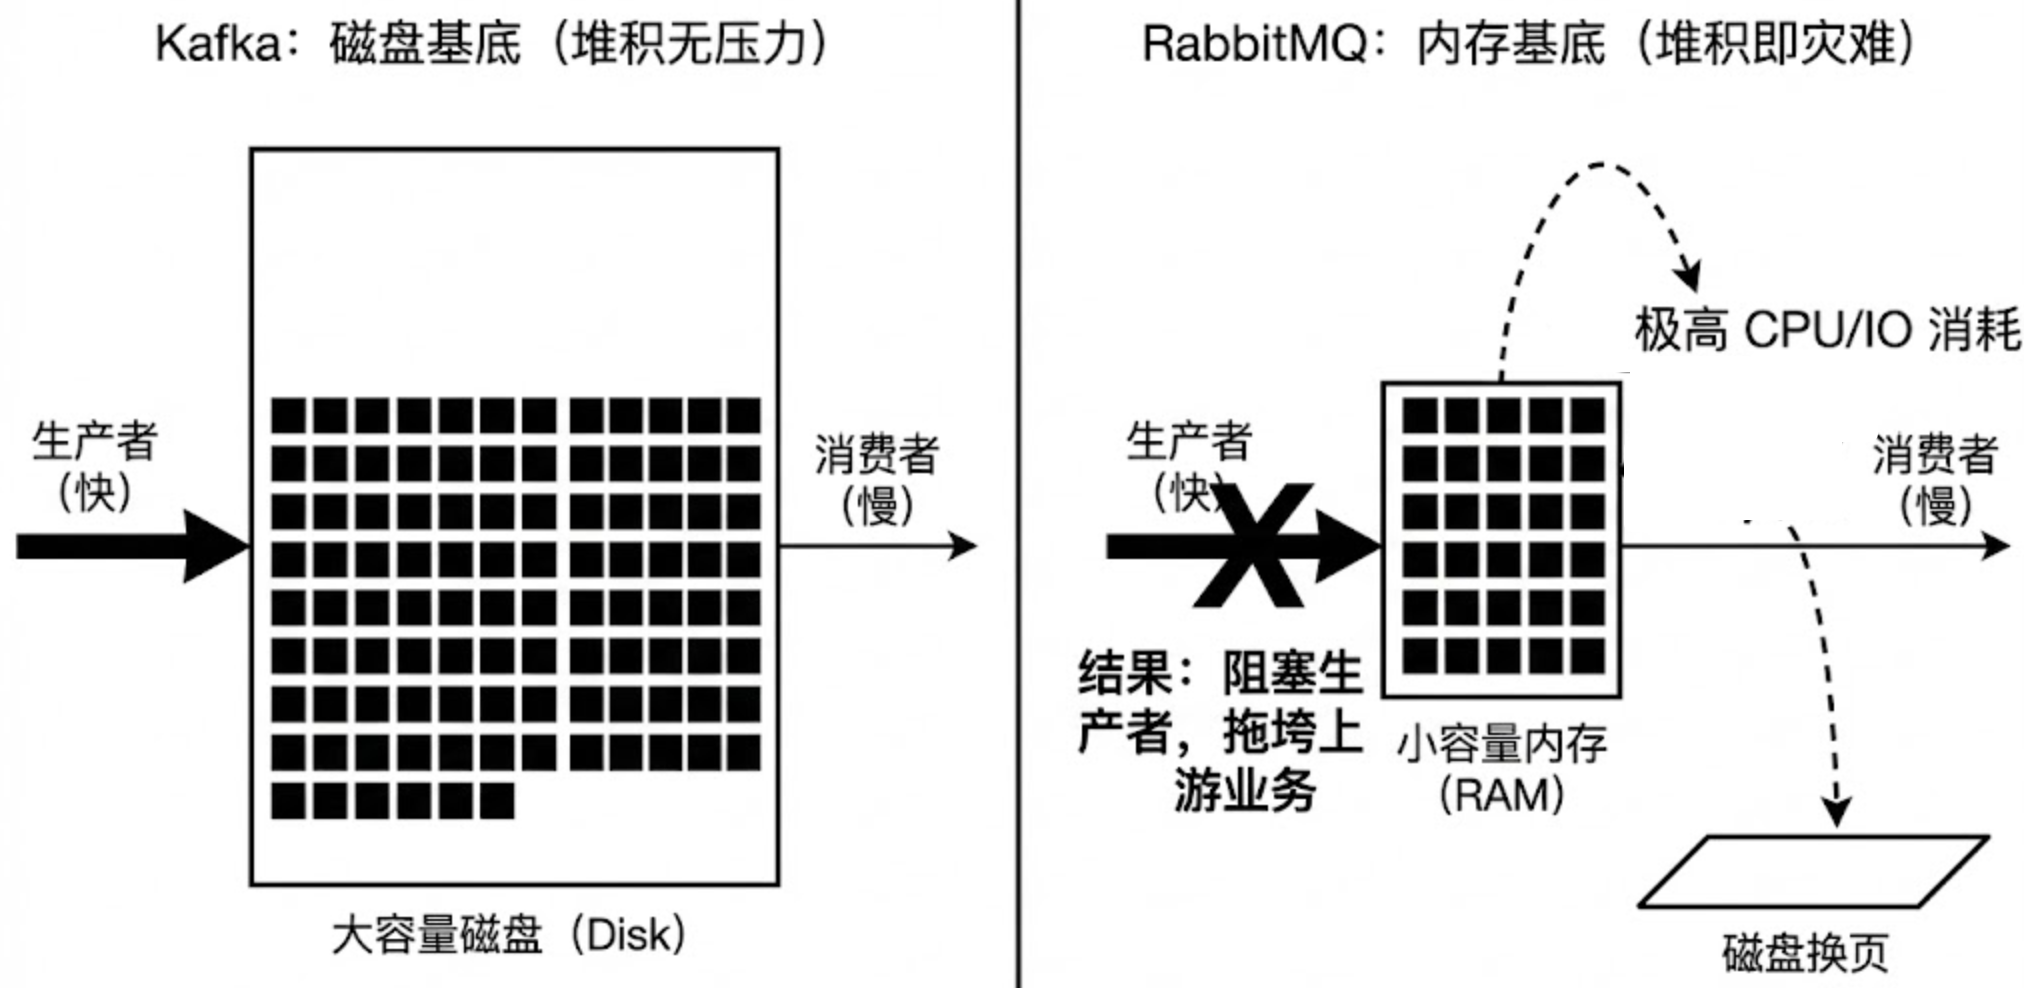 Kafka：磁盘基底（堆积无压力）
生产者
（快）
消费者
（慢）
大容量磁盘（Disk）
RabbitMQ：内存基底（堆积即灾难）
极高 CPU/IO 消耗
生产者
（快）
消费者
（慢）
结果：阻塞生
产者，拖垮上
游业务
小容量内存
（RAM）
磁盘换页